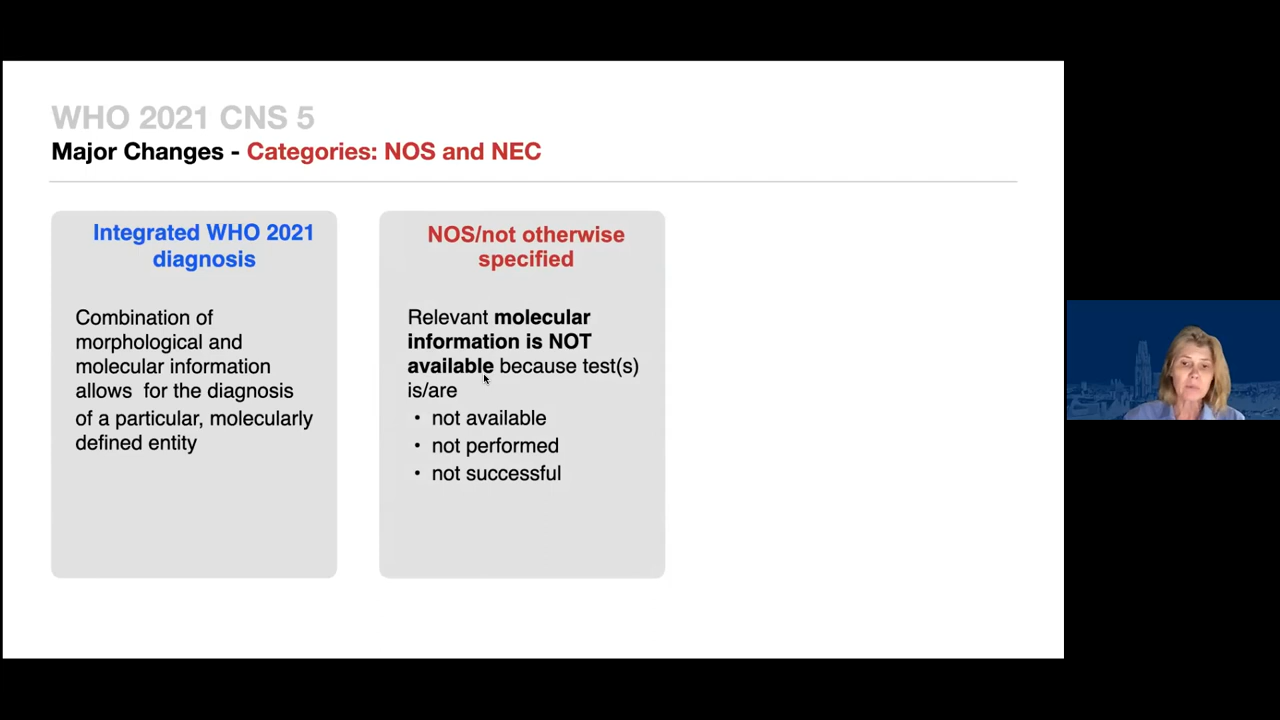 WHO 2021 CNS 5
Major Changes - Categories: NOS and NEC
Integrated WHO 2021
diagnosis
Combination of
morphological and
molecular information
allows for the diagnosis
of a particular, molecularly
defined entity
NOS/not otherwise
specified
Relevant molecular
information is NOT
available because test(s)
is/are
• not available
• not performed
• not successful